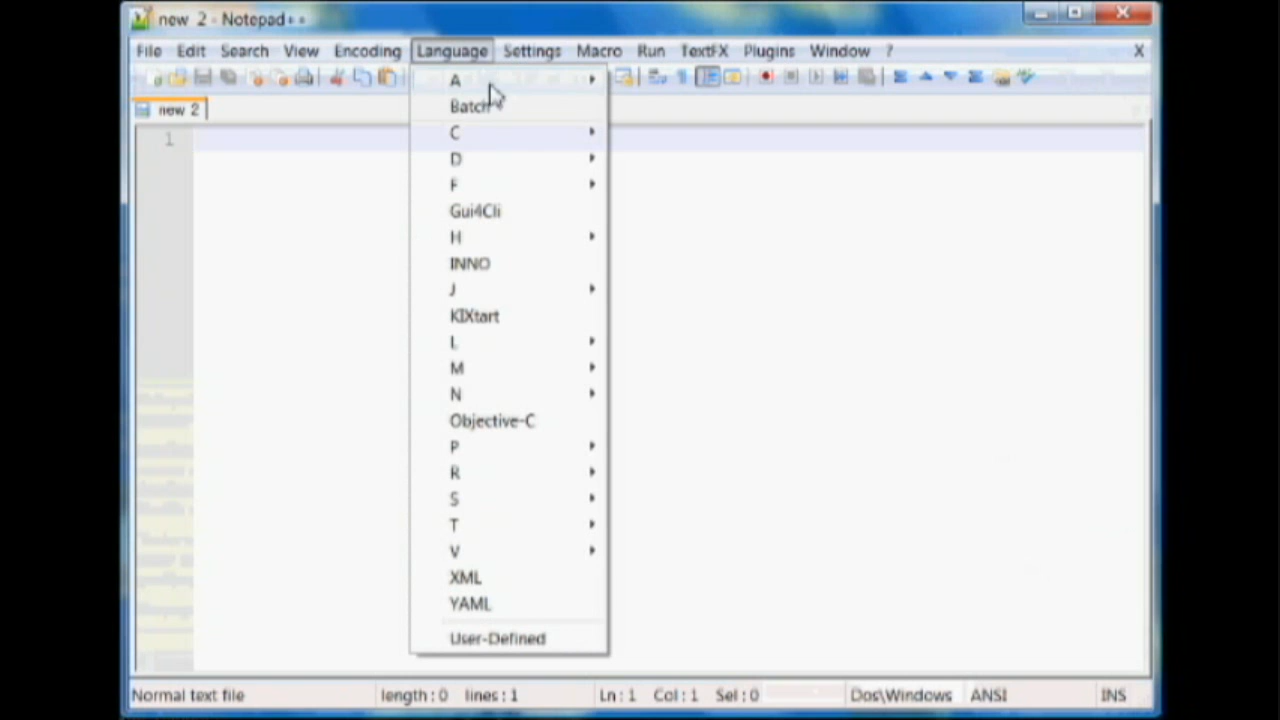 new 2 - Notepad++
File Edit Search View Encoding Language Settings Macro Run TextFX Plugins Window ? X
new 2
1
A
Batch
C
D
F
Gui4Cli
H
INNO
J
KIXtart
L
M
N
Objective-C
P
R
S
T
V
XML
YAML
User-Defined
Normal text file length : 0 lines : 1 Ln : 1 Col : 1 Sel : 0 Dos\Windows ANSI INS